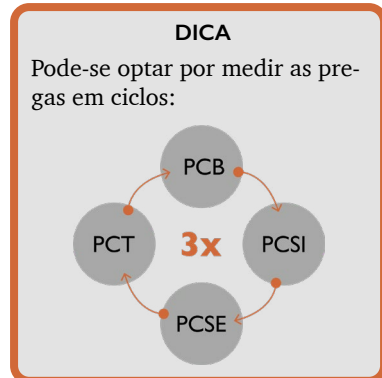 DICA
Pode-se optar por medir as pre-
gas em ciclos:
PCB
PCT
3x
PCSI
PCSE